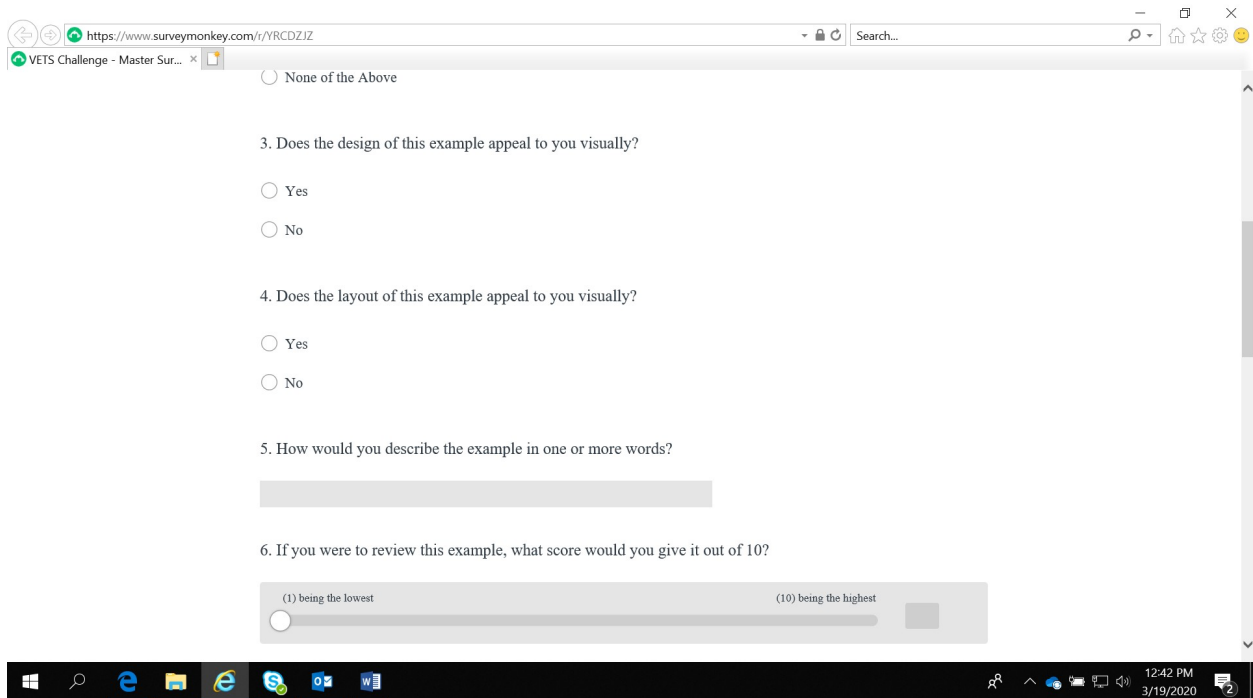 https://www.surveymonkey.com/r/YRCDZJZ
Search...
VETS Challenge - Master Sur...
None of the Above
3. Does the design of this example appeal to you visually?
Yes
No
4. Does the layout of this example appeal to you visually?
Yes
No
5. How would you describe the example in one or more words?
6. If you were to review this example, what score would you give it out of 10?
(1) being the lowest
(10) being the highest
12:42 PM
3/19/2020
2